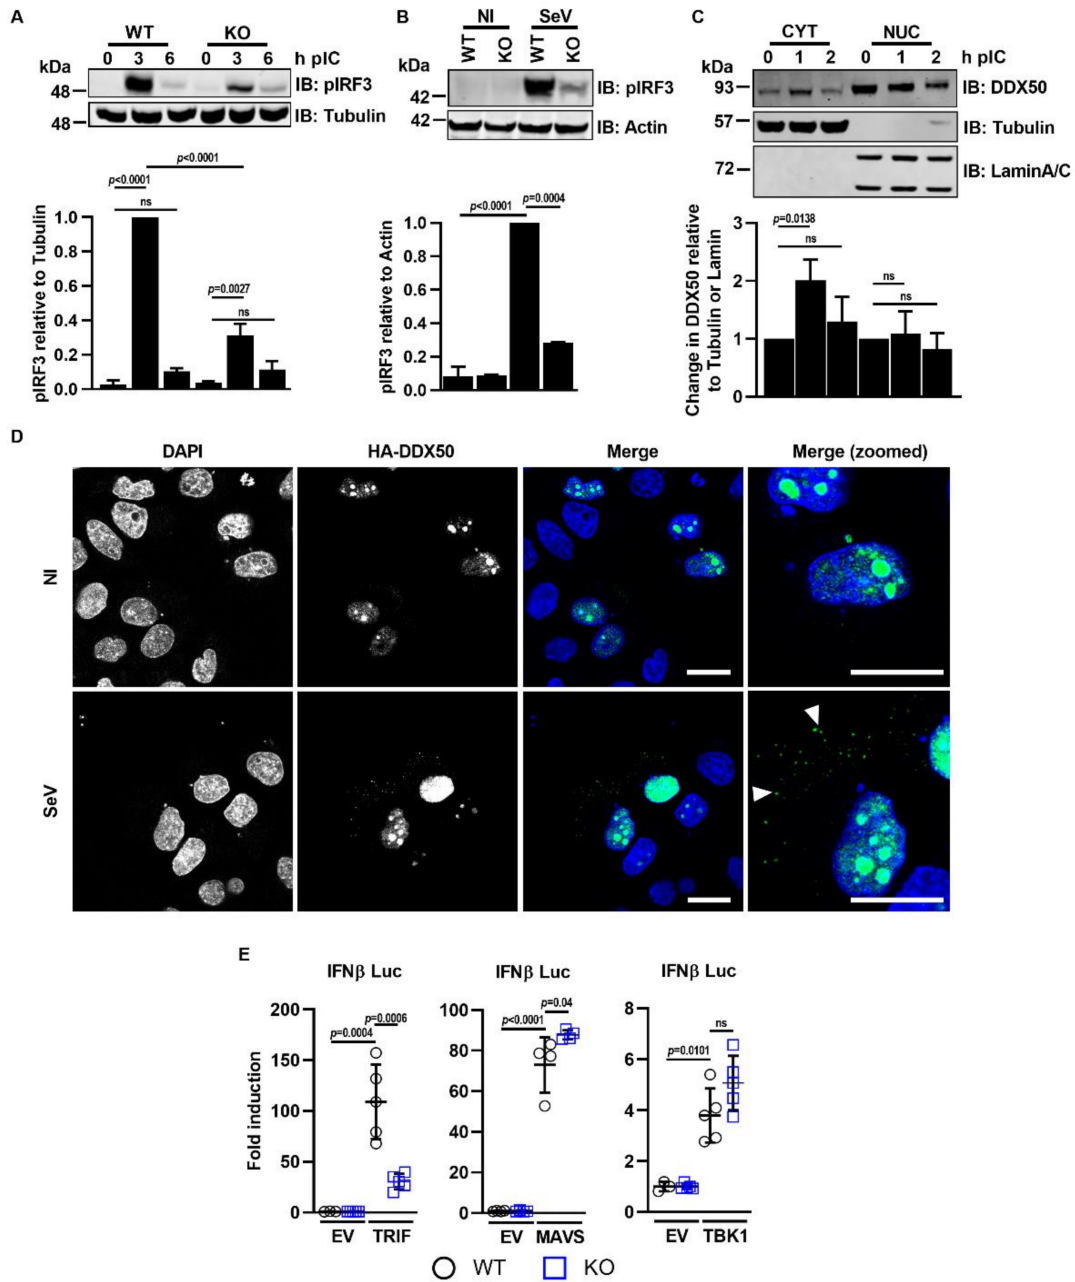 A
WT KO
0 3 6 0 3 6 h pIC
kDa
48 IB: pIRF3
48 IB: Tubulin
p<0.0001
p<0.0001
ns
p=0.0027
ns
pIRF3 relative to Tubulin
1.0
0.8
0.6
0.4
0.2
0.0
B
NI SeV
WT KO WT KO
kDa
42 IB: pIRF3
42 IB: Actin
p<0.0001 p=0.0004
pIRF3 relative to Actin
1.0
0.8
0.6
0.4
0.2
0.0
C
CYT NUC
0 1 2 0 1 2 h pIC
kDa
93 IB: DDX50
57 IB: Tubulin
72 IB: LaminA/C
p=0.0138
ns
ns
ns
Change in DDX50 relative
to Tubulin or Lamin
3
2
1
0
D
DAPI HA-DDX50 Merge Merge (zoomed)
NI
SeV
E
IFNβ Luc
Fold induction
200
150
100
50
0
p=0.0004
p=0.0006
EV TRIF
IFNβ Luc
100
80
60
40
20
0
p<0.0001
p=0.04
EV MAVS
IFNβ Luc
8
6
4
2
0
p=0.0101
ns
EV TBK1
WT KO